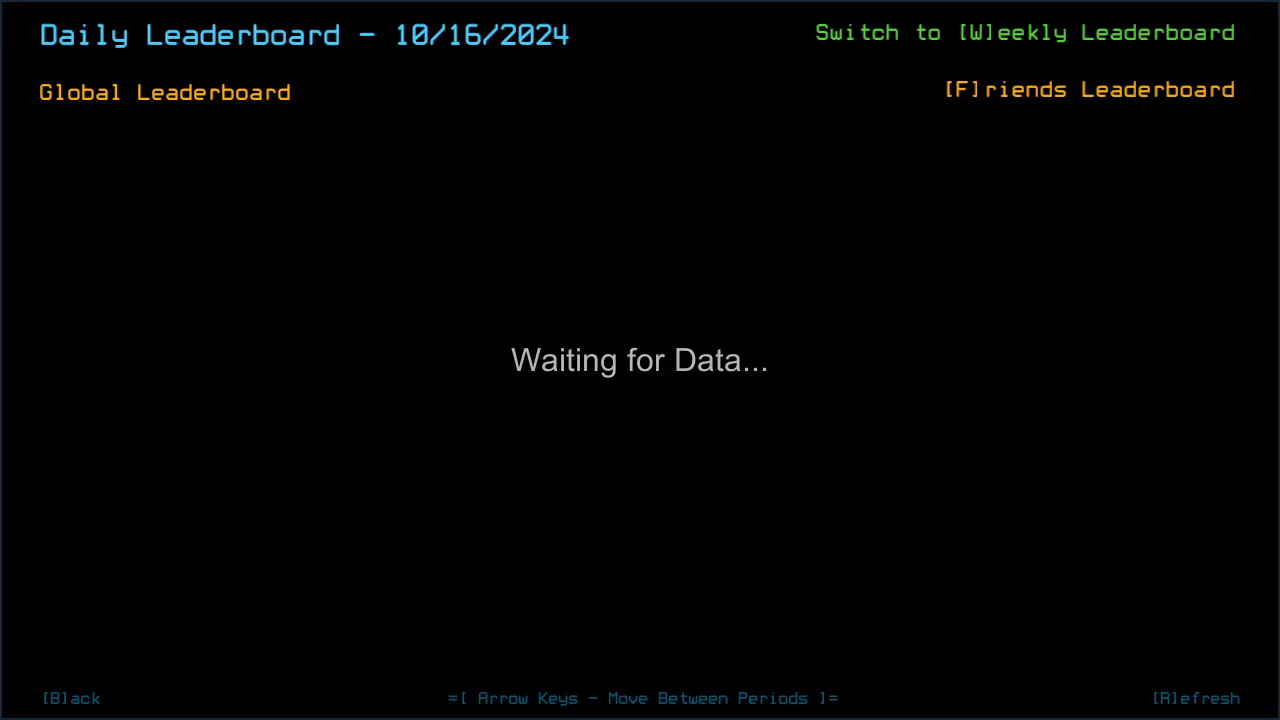 Daily Leaderboard - 10/16/2024
Switch to [W]eekly Leaderboard
Global Leaderboard
[F]riends Leaderboard
Waiting for Data...
[B]ack
=[ Arrow Keys - Move Between Periods ]=
[R]efresh